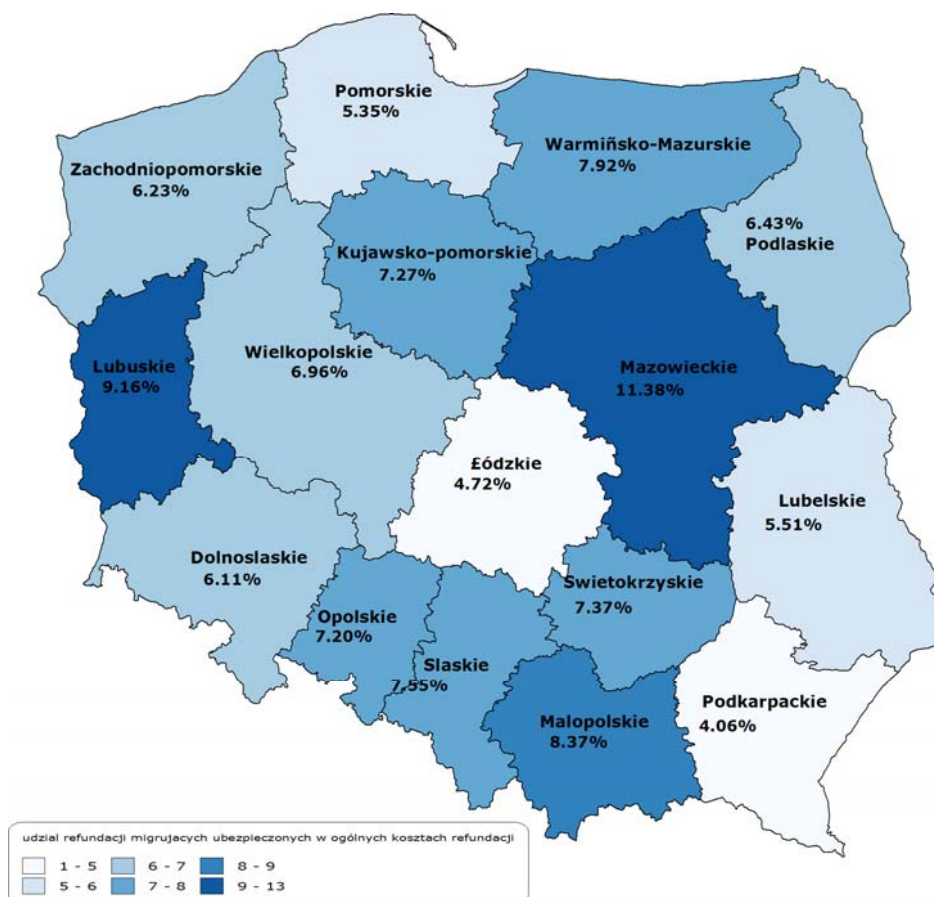 Pomorskie
5.35%
Warmiñsko-Mazurskie
7.92%
Zachodniopomorskie
6.23%
6.43%
Podlaskie
Kujawsko-pomorskie
7.27%
Wielkopolskie
6.96%
Lubuskie
9.16%
Mazowieckie
11.38%
£ódzkie
4.72%
Lubelskie
5.51%
Dolnoslaskie
6.11%
Swietokrzyskie
7.37%
Opolskie
7.20%
Slaskie
7.55%
Podkarpackie
4.06%
Malopolskie
8.37%
udzial refundacji migrujacych ubezpieczonych w ogólnych kosztach refundacji
1 - 5 6 - 7 8 - 9
5 - 6 7 - 8 9 - 13